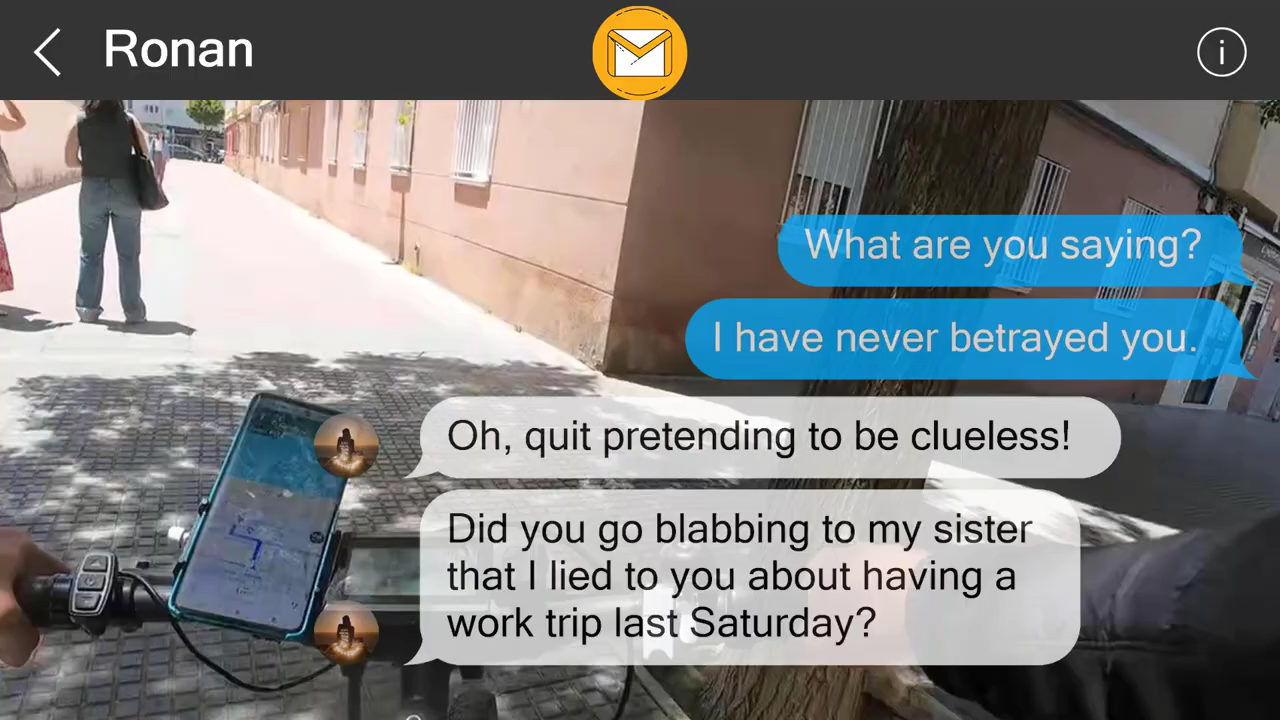 Ronan
i
What are you saying?
I have never betrayed you.
Oh, quit pretending to be clueless!
Did you go blabbing to my sister
that I lied to you about having a
work trip last Saturday?